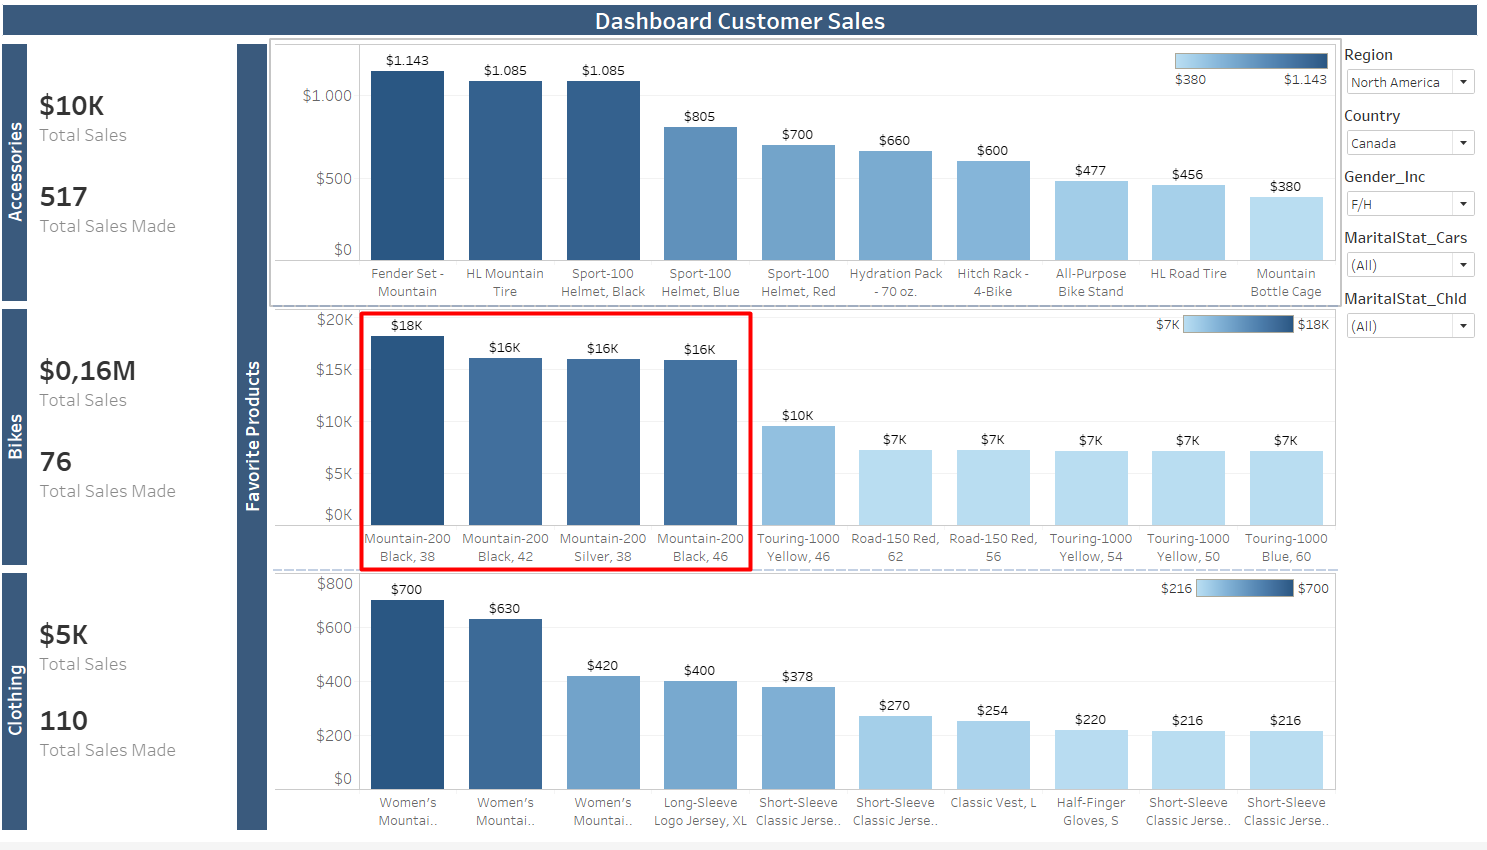 Dashboard Customer Sales
Accessories
$10K
Total Sales
517
Total Sales Made
Bikes
$0,16M
Total Sales
76
Total Sales Made
Clothing
$5K
Total Sales
110
Total Sales Made
Favorite Products
$1.000
$500
$0
$1.143
$1.085
$1.085
$805
$700
$660
$600
$477
$456
$380
$380 $1.143
Fender Set -
Mountain
HL Mountain
Tire
Sport-100
Helmet, Black
Sport-100
Helmet, Blue
Sport-100
Helmet, Red
Hydration Pack
- 70 oz.
Hitch Rack -
4-Bike
All-Purpose
Bike Stand
HL Road Tire
Mountain
Bottle Cage
$20K
$15K
$10K
$5K
$0K
$18K
$16K
$16K
$16K
$10K
$7K
$7K
$7K
$7K
$7K
$7K $18K
Mountain-200
Black, 38
Mountain-200
Black, 42
Mountain-200
Silver, 38
Mountain-200
Black, 46
Touring-1000
Yellow, 46
Road-150 Red,
62
Road-150 Red,
56
Touring-1000
Yellow, 54
Touring-1000
Yellow, 50
Touring-1000
Blue, 60
$800
$600
$400
$200
$0
$700
$630
$420
$400
$378
$270
$254
$220
$216
$216
$216 $700
Women's
Mountai..
Women's
Mountai..
Women's
Mountai..
Long-Sleeve
Logo Jersey, XL
Short-Sleeve
Classic Jerse..
Short-Sleeve
Classic Jerse..
Classic Vest, L
Half-Finger
Gloves, S
Short-Sleeve
Classic Jerse..
Short-Sleeve
Classic Jerse..
Region
North America
Country
Canada
Gender_Inc
F/H
MaritalStat_Cars
(All)
MaritalStat_Chld
(All)